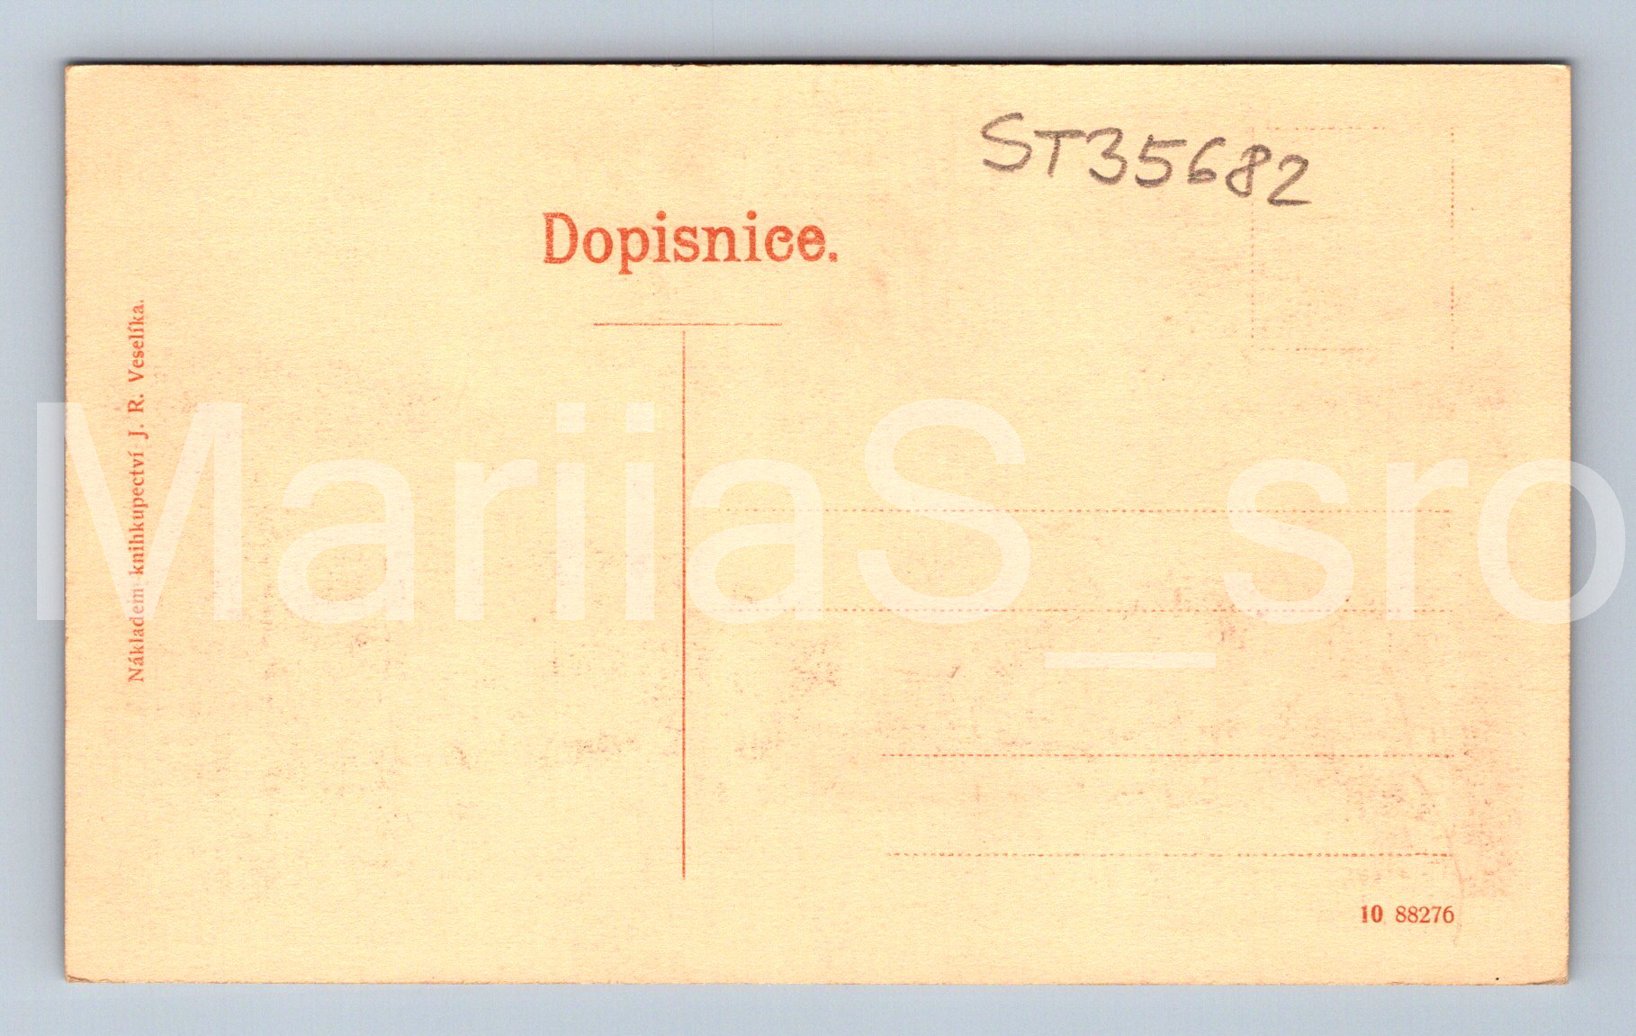 ST35682
Dopisnice.
Nákladem knihkupectví J. R. Veselíka.
MariiaS_sro
10 88276